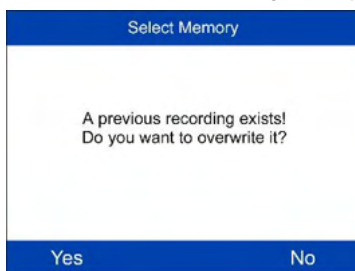 Select Memory
A previous recording exists!
Do you want to overwrite it?
Yes No